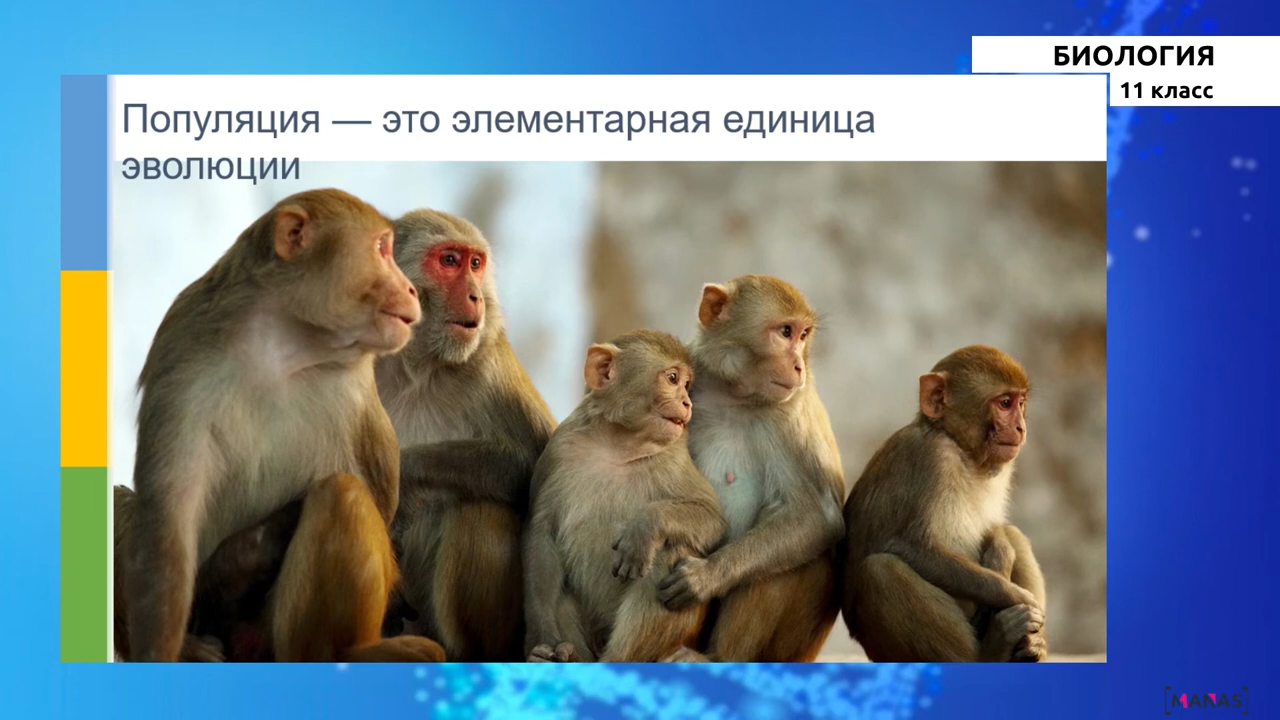 БИОЛОГИЯ
11 класс
Популяция — это элементарная единица
эволюции
MANAS